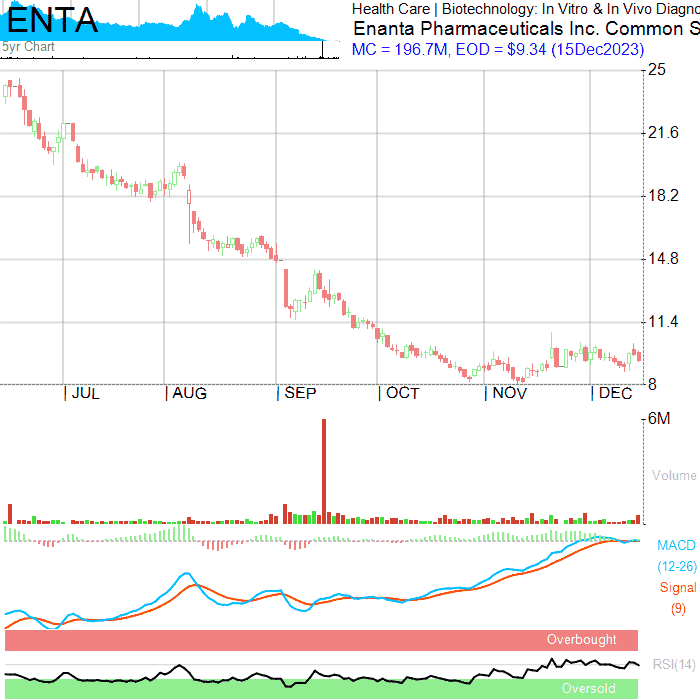 ENTA
Health Care | Biotechnology: In Vitro & In Vivo Diagno
Enanta Pharmaceuticals Inc. Common S
MC = 196.7M, EOD = $9.34 (15Dec2023)
5yr Chart
25
21.6
18.2
14.8
11.4
8
JUL AUG SEP OCT NOV DEC
6M
Volume
MACD
(12-26)
Signal
(9)
Overbought
RSI(14)
Oversold